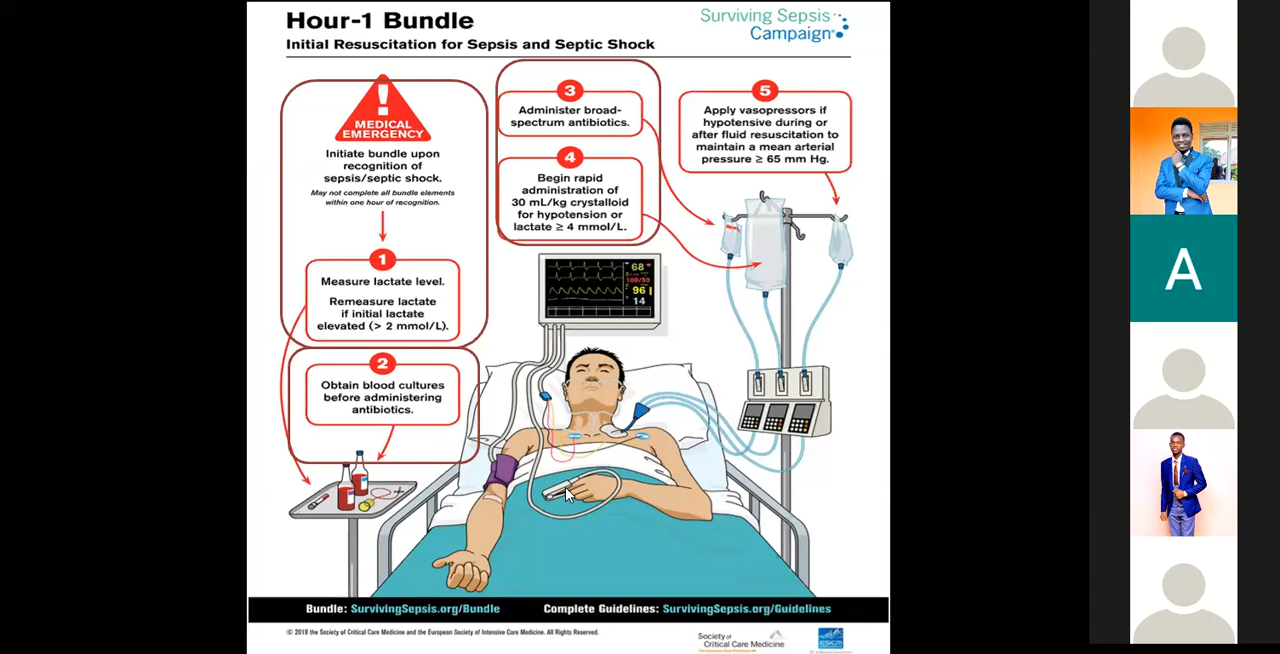 Hour-1 Bundle
Initial Resuscitation for Sepsis and Septic Shock
Surviving Sepsis
Campaign
!
MEDICAL
EMERGENCY
Initiate bundle upon
recognition of
sepsis/septic shock.
May not complete all bundle elements
within one hour of recognition.
1
Measure lactate level.
Remeasure lactate
if initial lactate
elevated (> 2 mmol/L).
2
Obtain blood cultures
before administering
antibiotics.
3
Administer broad-
spectrum antibiotics.
4
Begin rapid
administration of
30 mL/kg crystalloid
for hypotension or
lactate ≥ 4 mmol/L.
5
Apply vasopressors if
hypotensive during or
after fluid resuscitation to
maintain a mean arterial
pressure ≥ 65 mm Hg.
68
100/50
96
14
A
Bundle: SurvivingSepsis.org/Bundle
Complete Guidelines: SurvivingSepsis.org/Guidelines
© 2018 the Society of Critical Care Medicine and the European Society of Intensive Care Medicine. All Rights Reserved.
Society of
Critical Care Medicine
ESICM